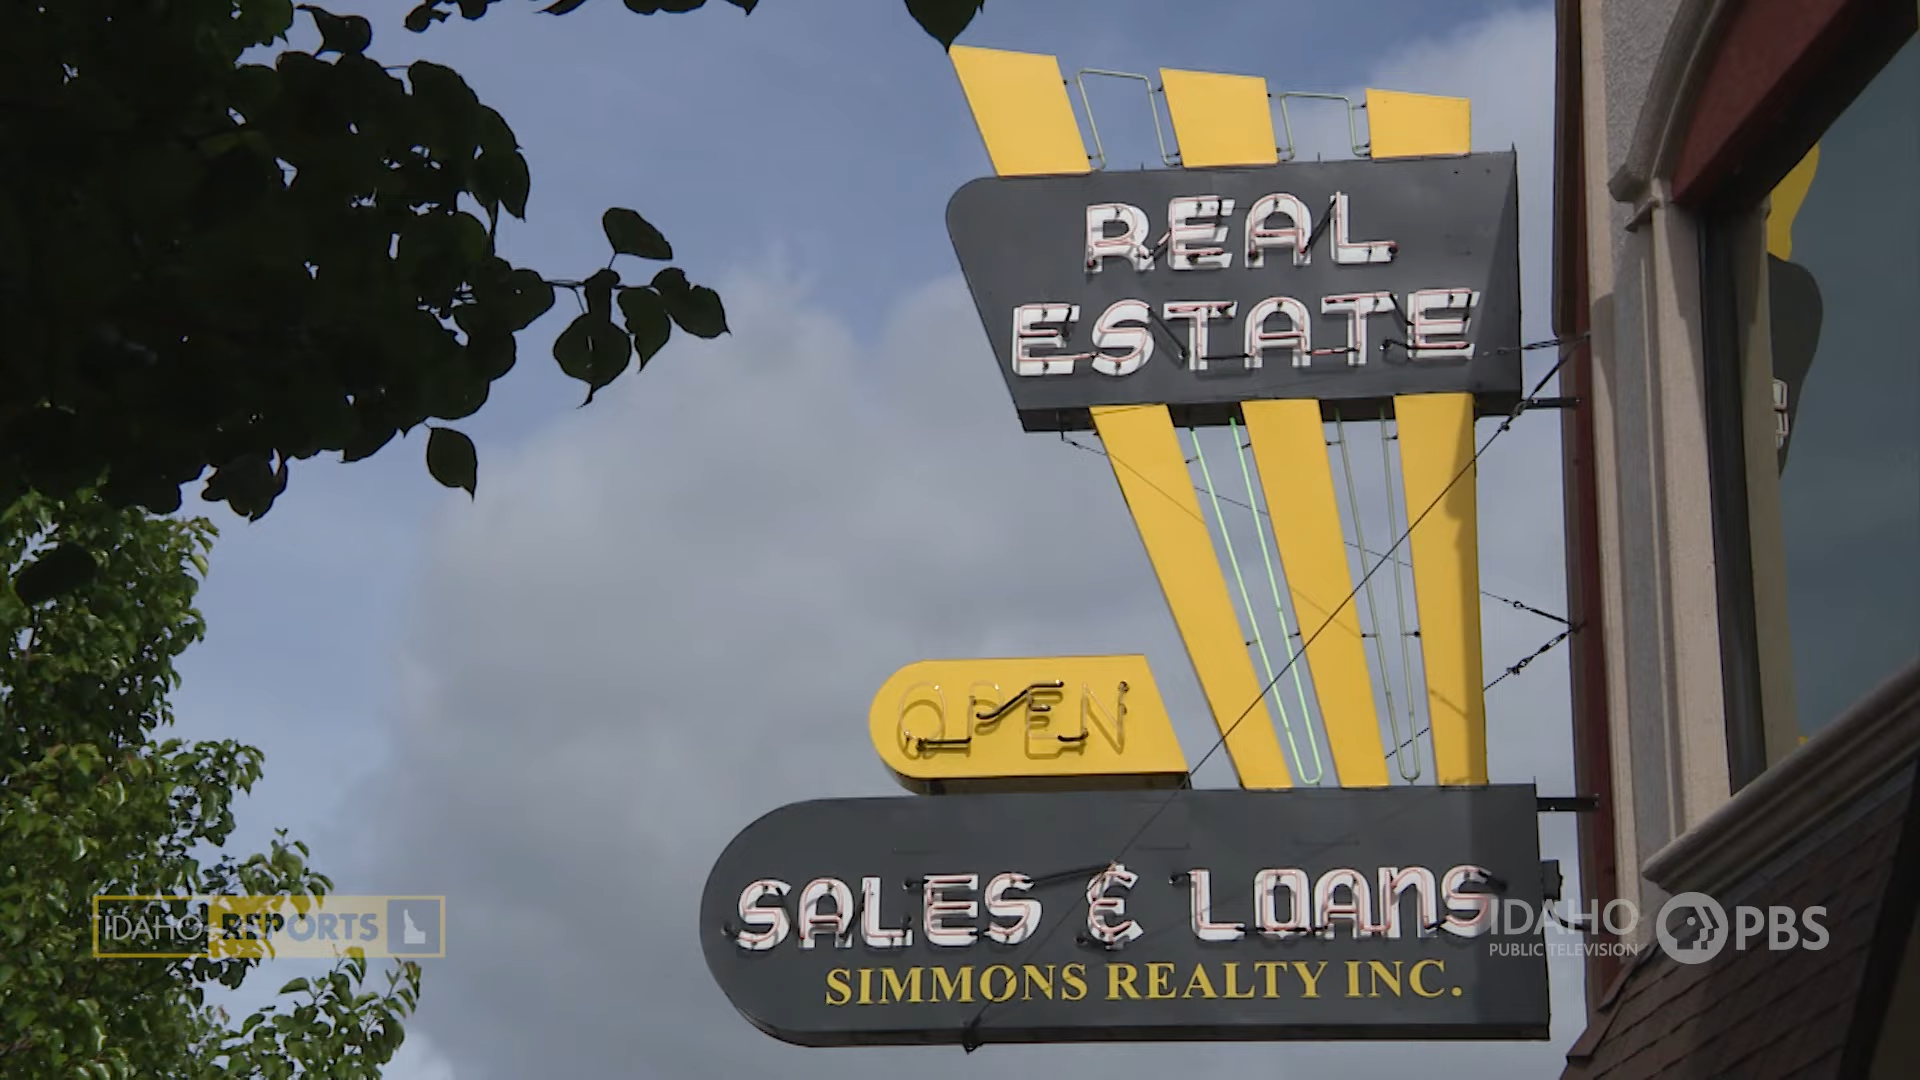 REAL
ESTATE
OPEN
SALES & LOANS
SIMMONS REALTY INC.
IDAHO REPORTS
IDAHO
PUBLIC TELEVISION
PBS